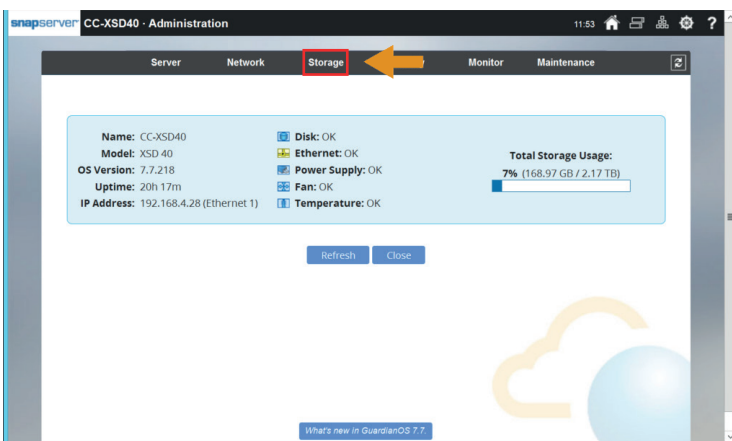 snapserver™ CC-XSD40 · Administration
11:53
?
Server Network Storage Monitor Maintenance
Name: CC-XSD40
Model: XSD 40
OS Version: 7.7.218
Uptime: 20h 17m
IP Address: 192.168.4.28 (Ethernet 1)
Disk: OK
Ethernet: OK
Power Supply: OK
Fan: OK
Temperature: OK
Total Storage Usage:
7% (168.97 GB / 2.17 TB)
Refresh Close
What's new in GuardianOS 7.7.